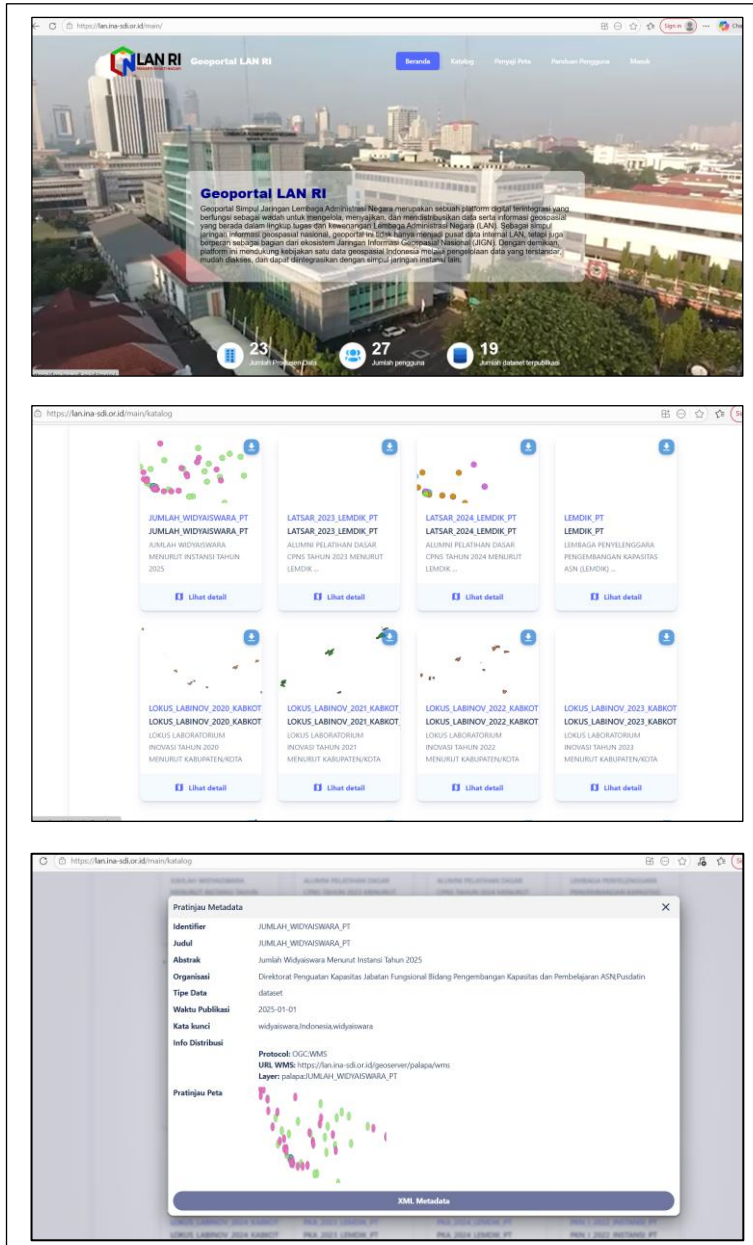 https://lan.ina-sdi.or.id/main/
Sign in
LAN RI
Geoportal LAN RI
Beranda
Katalog
Penyaji Peta
Panduan Pengguna
Masuk
Geoportal LAN RI
Geoportal Simpul Jaringan Lembaga Administrasi Negara merupakan sebuah platform digital terintegrasi yang
berfungsi sebagai wadah untuk mengelola, menyajikan, dan mendistribusikan data serta informasi geospasial
yang berada dalam lingkup tugas dan kewenangan Lembaga Administrasi Negara (LAN). Sebagai simpul
jaringan informasi geospasial nasional, geoportal ini tidak hanya menjadi pusat data internal LAN, tetapi juga
berperan sebagai bagian dari ekosistem Jaringan Informasi Geospasial Nasional (JIGN). Dengan demikian,
platform ini mendukung kebijakan satu data geospasial Indonesia melalui pengelolaan data yang terstandar,
mudah diakses, dan dapat diintegrasikan dengan simpul jaringan instansi lain.
23
Jumlah Produsen Data
27
Jumlah pengguna
19
Jumlah dataset terpublikasi
https://lan.ina-sdi.or.id/main/katalog
JUMLAH_WIDYAISWARA_PT
JUMLAH_WIDYAISWARA_PT
JUMLAH WIDYAISWARA
MENURUT INSTANSI TAHUN
2025
Lihat detail
LATSAR_2023_LEMDIK_PT
LATSAR_2023_LEMDIK_PT
ALUMNI PELATIHAN DASAR
CPNS TAHUN 2023 MENURUT
LEMDIK ...
Lihat detail
LATSAR_2024_LEMDIK_PT
LATSAR_2024_LEMDIK_PT
ALUMNI PELATIHAN DASAR
CPNS TAHUN 2024 MENURUT
LEMDIK ...
Lihat detail
LEMDIK_PT
LEMDIK_PT
LEMBAGA PENYELENGGARA
PENGEMBANGAN KAPASITAS
ASN (LEMDIK) ...
Lihat detail
LOKUS_LABINOV_2020_KABKOT
LOKUS_LABINOV_2020_KABKOT
LOKUS LABORATORIUM
INOVASI TAHUN 2020
MENURUT KABUPATEN/KOTA
Lihat detail
LOKUS_LABINOV_2021_KABKOT
LOKUS_LABINOV_2021_KABKOT
LOKUS LABORATORIUM
INOVASI TAHUN 2021
MENURUT KABUPATEN/KOTA
Lihat detail
LOKUS_LABINOV_2022_KABKOT
LOKUS_LABINOV_2022_KABKOT
LOKUS LABORATORIUM
INOVASI TAHUN 2022
MENURUT KABUPATEN/KOTA
Lihat detail
LOKUS_LABINOV_2023_KABKOT
LOKUS_LABINOV_2023_KABKOT
LOKUS LABORATORIUM
INOVASI TAHUN 2023
MENURUT KABUPATEN/KOTA
Lihat detail
https://lan.ina-sdi.or.id/main/katalog
Pratinjau Metadata
Identifier JUMLAH_WIDYAISWARA_PT
Judul JUMLAH_WIDYAISWARA_PT
Abstrak Jumlah Widyaiswara Menurut Instansi Tahun 2025
Organisasi Direktorat Penguatan Kapasitas Jabatan Fungsional Bidang Pengembangan Kapasitas dan Pembelajaran ASN;Pusdatin
Tipe Data dataset
Waktu Publikasi 2025-01-01
Kata kunci widyaiswara,Indonesia,widyaiswara
Info Distribusi
Protocol: OGC:WMS
URL WMS: https://lan.ina-sdi.or.id/geoserver/palapa/wms
Layer: palapa:JUMLAH_WIDYAISWARA_PT
Pratinjau Peta
XML Metadata